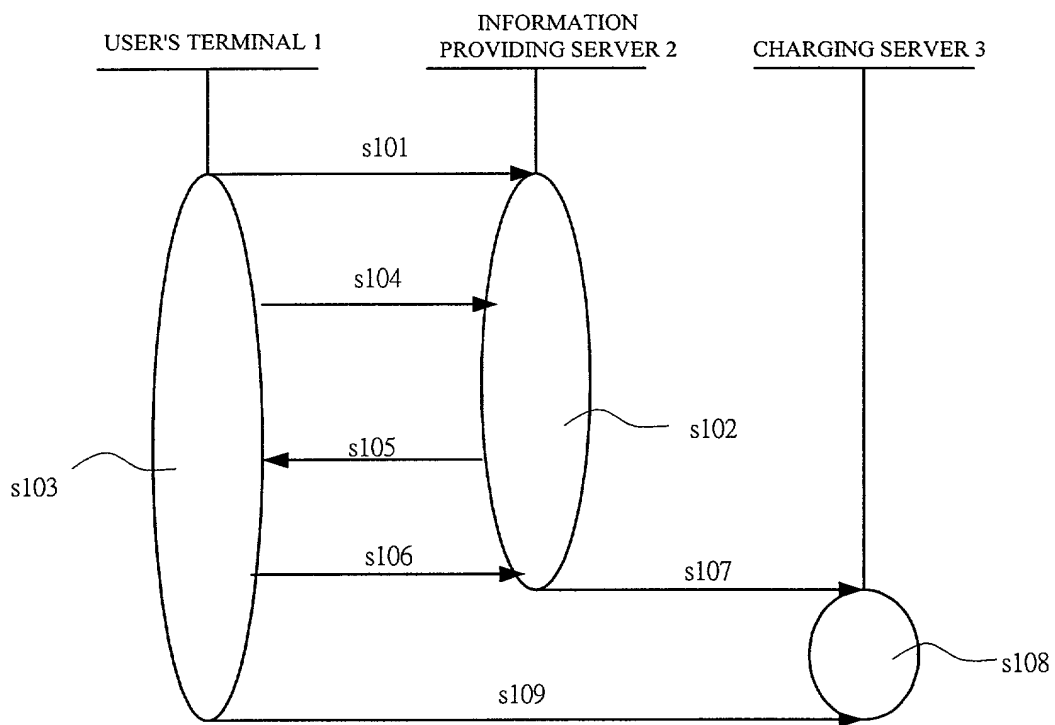 USER'S TERMINAL 1
INFORMATION
PROVIDING SERVER 2
CHARGING SERVER 3
s101
s104
s102
s105
s103
s106
s107
s108
s109